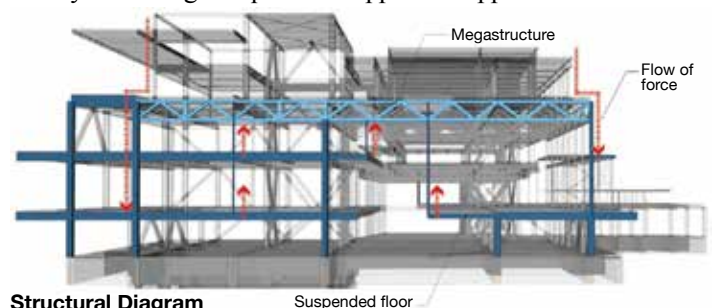 Megastructure
Flow of
force
Structural Diagram
Suspended floor